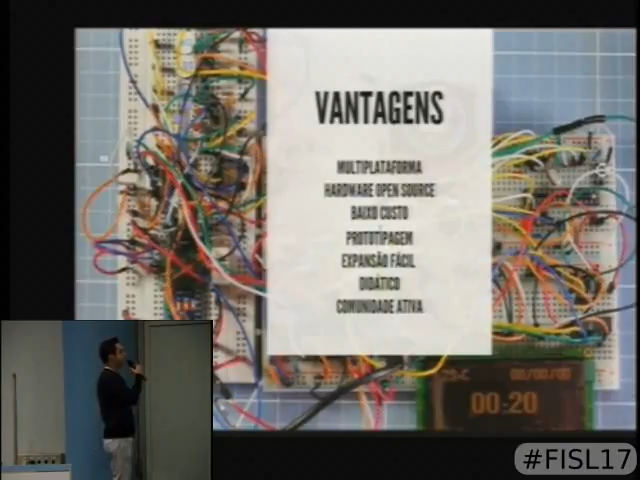 VANTAGENS
MULTIPLATAFORMA
HARDWARE OPEN SOURCE
BAIXO CUSTO
PROTOTIPAGEM
EXPANSÃO FÁCIL
DIDÁTICO
COMUNIDADE ATIVA
00-20
#FISL17